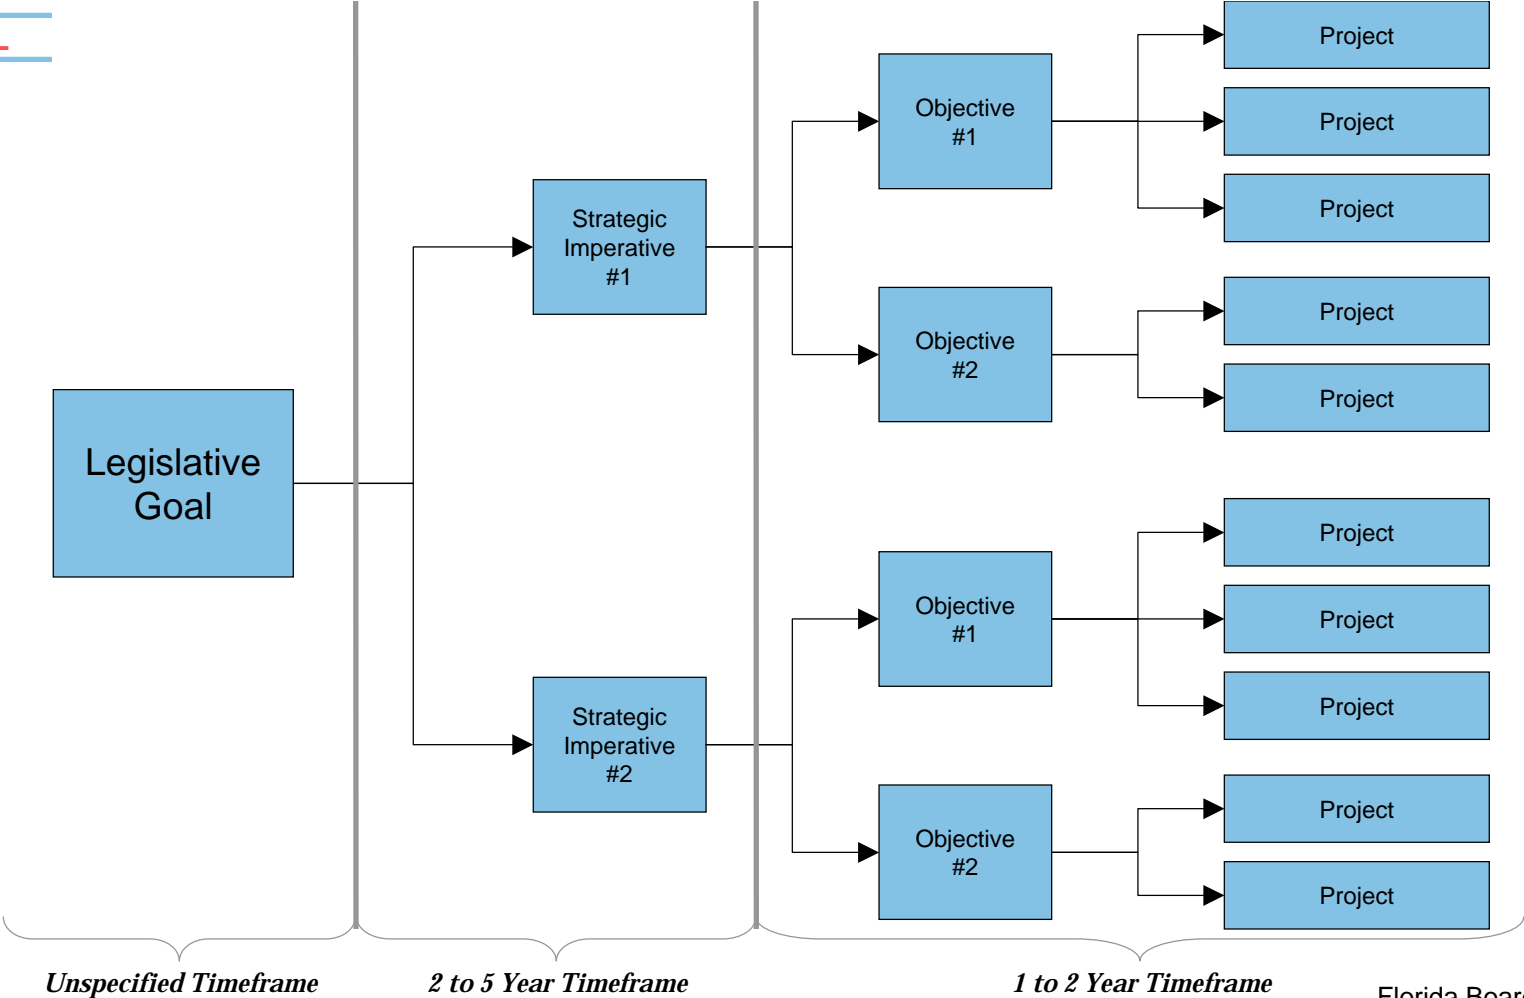 Project
Objective
#1
Project
Project
Strategic
Imperative
#1
Project
Objective
#2
Project
Legislative
Goal
Project
Objective
#1
Project
Project
Strategic
Imperative
#2
Project
Objective
#2
Project
Unspecified Timeframe
2 to 5 Year Timeframe
1 to 2 Year Timeframe
Florida